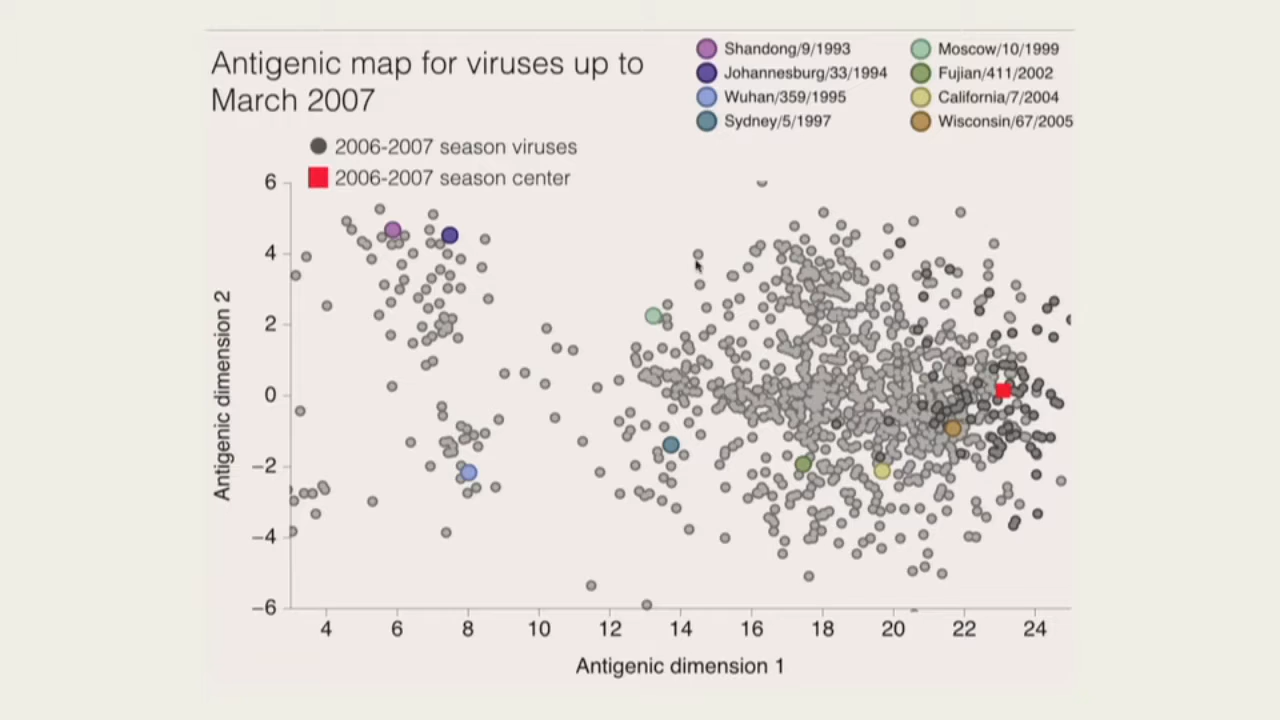 Antigenic map for viruses up to
March 2007
2006-2007 season viruses
2006-2007 season center
Shandong/9/1993
Johannesburg/33/1994
Wuhan/359/1995
Sydney/5/1997
Moscow/10/1999
Fujian/411/2002
California/7/2004
Wisconsin/67/2005
Antigenic dimension 2
6
4
2
0
−2
−4
−6
4 6 8 10 12 14 16 18 20 22 24
Antigenic dimension 1